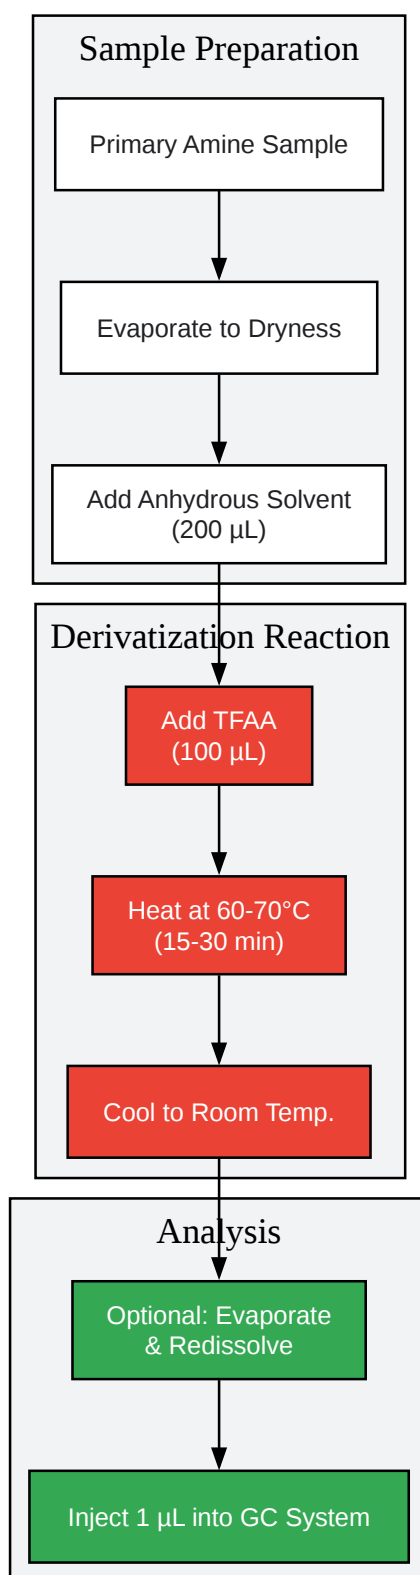 Sample Preparation
Primary Amine Sample
Evaporate to Dryness
Add Anhydrous Solvent
(200 µL)
Derivatization Reaction
Add TFAA
(100 µL)
Heat at 60-70°C
(15-30 min)
Cool to Room Temp.
Analysis
Optional: Evaporate
& Redissolve
Inject 1 µL into GC System